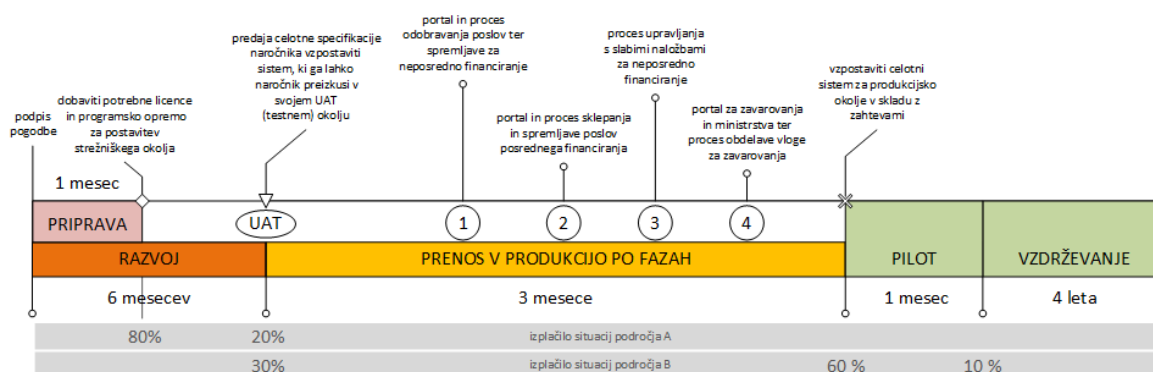 podpis
pogodbe
dobaviti potrebne licence
in programsko opremo
za postavitev
strežniškega okolja
predaja celotne specifikacije
naročnika vzpostaviti
sistem, ki ga lahko
naročnik preizkusi v
svojem UAT
(testnem) okolju
portal in proces
odobravanja poslov ter
spremljave za
neposredno financiranje
portal in proces sklepanja
in spremljave poslov
posrednega financiranja
proces upravljanja
s slabimi naložbami
za neposredno
financiranje
portal za zavarovanja
in ministrstva ter
proces obdelave vloge
za zavarovanja
vzpostaviti celotni
sistem za produkcijsko
okolje v skladu z
zahtevami
1 mesec
PRIPRAVA
UAT
1
2
3
4
RAZVOJ
PRENOS V PRODUKCIJO PO FAZAH
PILOT
VZDRŽEVANJE
6 mesecev
3 mesece
1 mesec
4 leta
80%
20%
izplačilo situacij področja A
30%
izplačilo situacij področja B
60 %
10 %